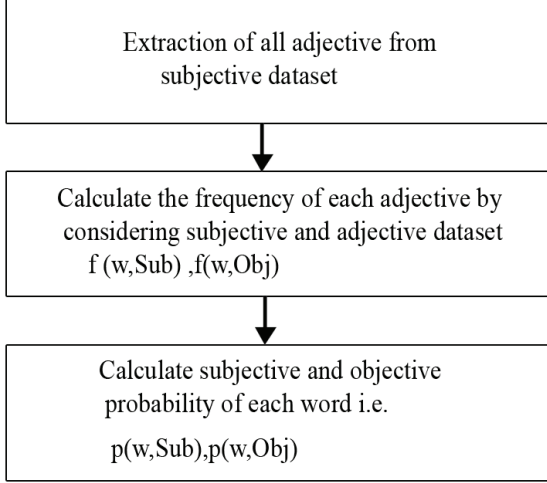 Extraction of all adjective from
subjective dataset
Calculate the frequency of each adjective by
considering subjective and adjective dataset
f (w,Sub) ,f(w,Obj)
Calculate subjective and objective
probability of each word i.e.
p(w,Sub),p(w,Obj)